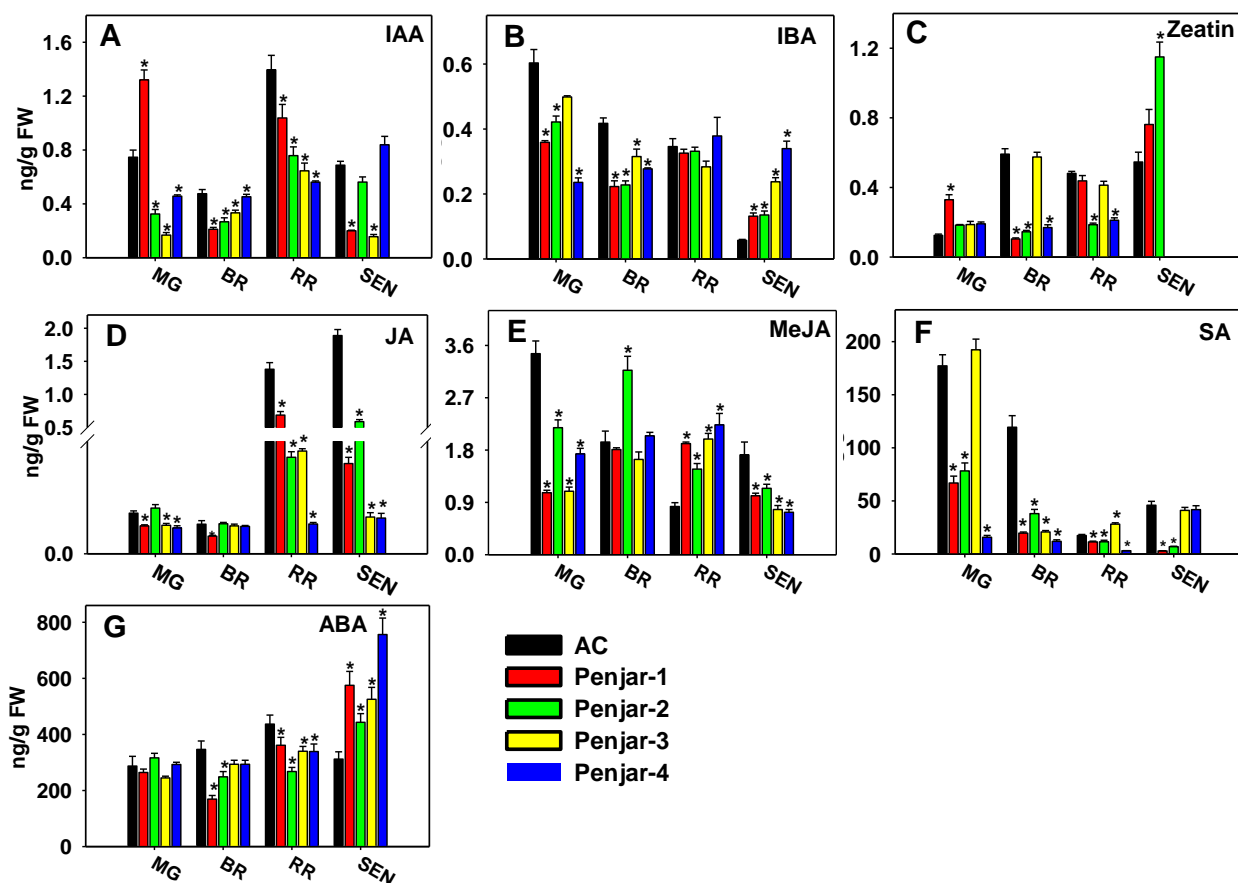 A IAA
ng/g FW
1.6
1.2
0.8
0.4
0.0
MG BR RR SEN
B IBA
0.6
0.4
0.2
0.0
MG BR RR SEN
C Zeatin
1.2
0.8
0.4
0.0
MG BR RR SEN
D JA
ng/g FW
2.0
1.5
1.0
0.5
0.0
MG BR RR SEN
E MeJA
3.6
2.7
1.8
0.9
0.0
MG BR RR SEN
F SA
200
150
100
50
0
MG BR RR SEN
G ABA
ng/g FW
800
600
400
200
0
MG BR RR SEN
AC
Penjar-1
Penjar-2
Penjar-3
Penjar-4